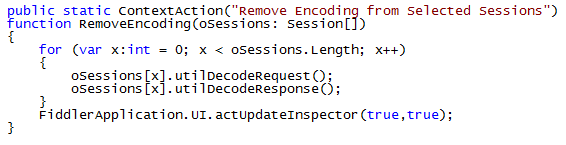 public static ContextAction("Remove Encoding from Selected Sessions")
function RemoveEncoding(oSessions: Session[])
{
    for (var x:int = 0; x < oSessions.Length; x++)
    {
        oSessions[x].utilDecodeRequest();
        oSessions[x].utilDecodeResponse();
    }
    FiddlerApplication.UI.actUpdateInspector(true,true);
}